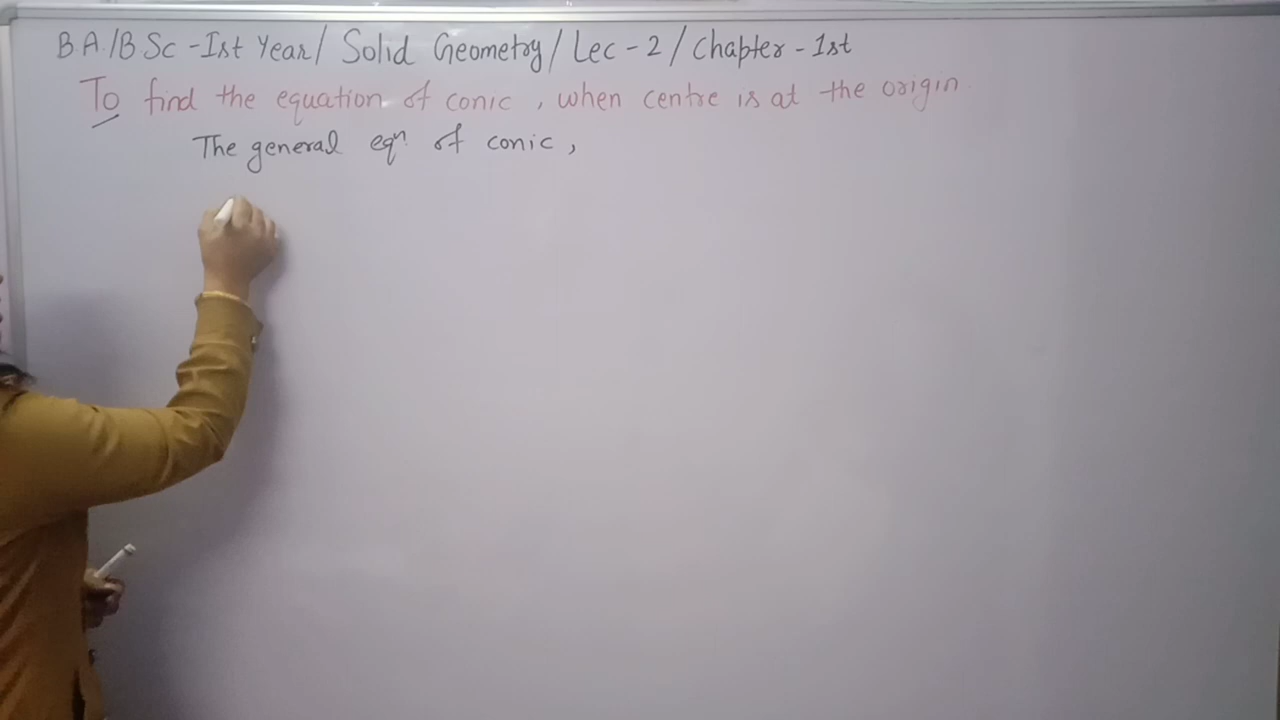 B.A./B Sc - Ist Year/ Solid Geometry/ Lec - 2 / Chapter - 1st
To find the equation of conic , when centre is at the origin.
The general eqn. of conic ,